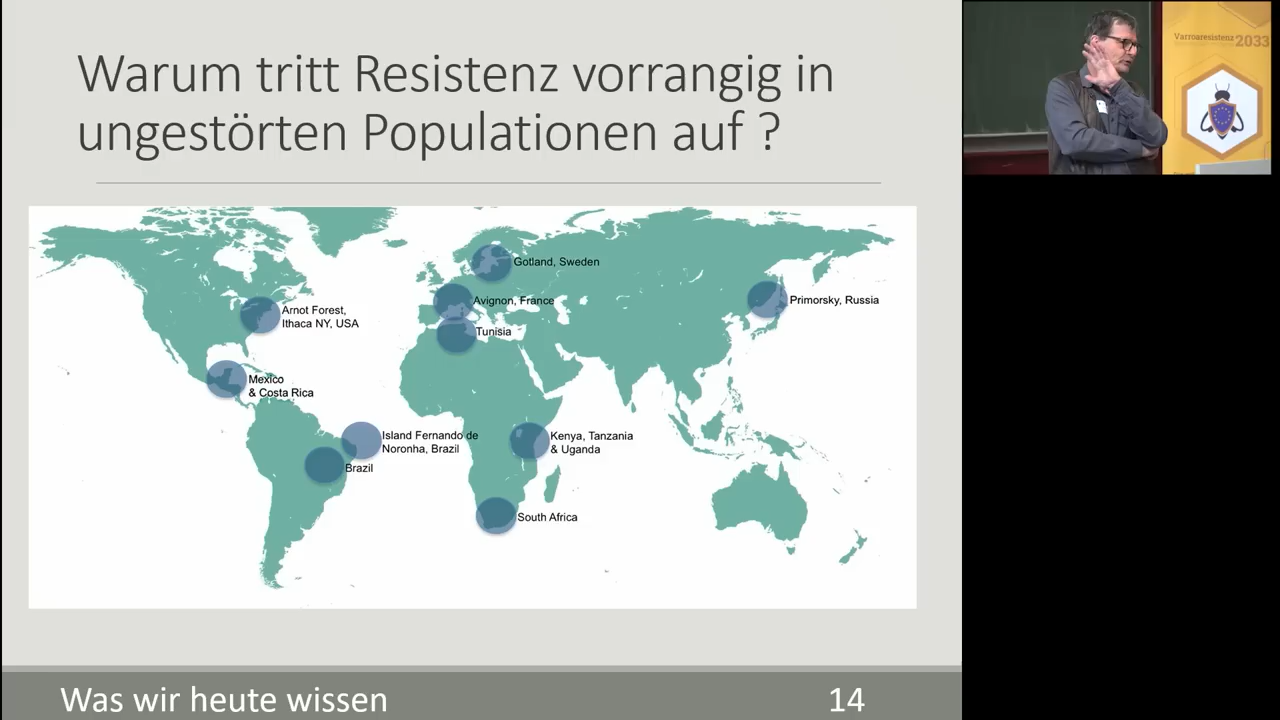 Warum tritt Resistenz vorrangig in
ungestörten Populationen auf ?
Gotland, Sweden
Avignon, France
Primorsky, Russia
Arnot Forest,
Ithaca NY, USA
Tunisia
Mexico
& Costa Rica
Island Fernando de
Noronha, Brazil
Kenya, Tanzania
& Uganda
Brazil
South Africa
Was wir heute wissen
14
Varroaresistenz 2033